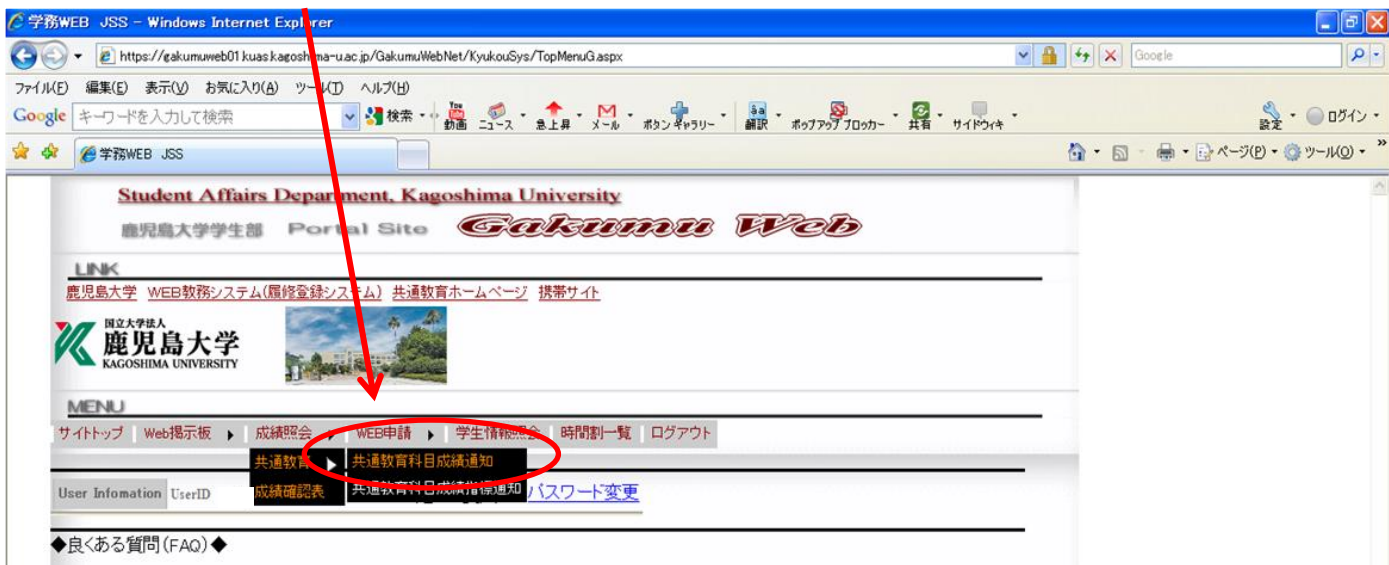 学務WEB JSS - Windows Internet Explorer
https://gakumuweb01.kuas.kagoshima-u.ac.jp/GakumuWebNet/KyukouSys/TopMenuG.aspx
Google
ファイル(F) 編集(E) 表示(V) お気に入り(A) ツール(T) ヘルプ(H)
Google キーワードを入力して検索 検索 You 動画 ニュース 急上昇 メール ボタン ギャラリー 翻訳 ポップアップ ブロッカー 共有 サイドウィキ 設定 ログイン
学務WEB JSS ページ(P) ツール(O) »
Student Affairs Department, Kagoshima University
鹿児島大学学生部 Portal Site Gakumu Web
LINK
鹿児島大学 WEB教務システム(履修登録システム) 共通教育ホームページ 携帯サイト
国立大学法人
鹿児島大学
KAGOSHIMA UNIVERSITY
MENU
サイトトップ Web掲示板 成績照会 WEB申請 学生情報照会 時間割一覧 ログアウト
共通教育 共通教育科目成績通知
成績確認表 共通教育科目成績指標通知
User Infomation UserID パスワード変更
◆良くある質問(FAQ)◆